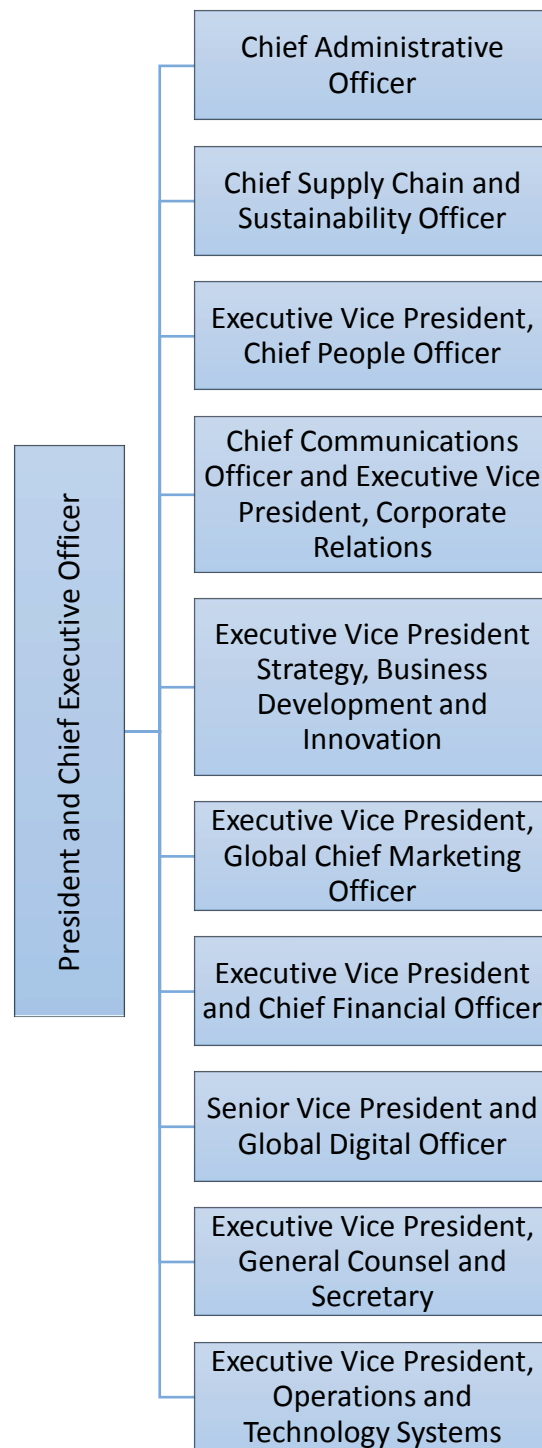 Chief Administrative
Officer
Chief Supply Chain and
Sustainability Officer
Executive Vice President,
Chief People Officer
Chief Communications
Officer and Executive Vice
President, Corporate
Relations
President and Chief Executive Officer
Executive Vice President
Strategy, Business
Development and
Innovation
Executive Vice President,
Global Chief Marketing
Officer
Executive Vice President
and Chief Financial Officer
Senior Vice President and
Global Digital Officer
Executive Vice President,
General Counsel and
Secretary
Executive Vice President,
Operations and
Technology Systems